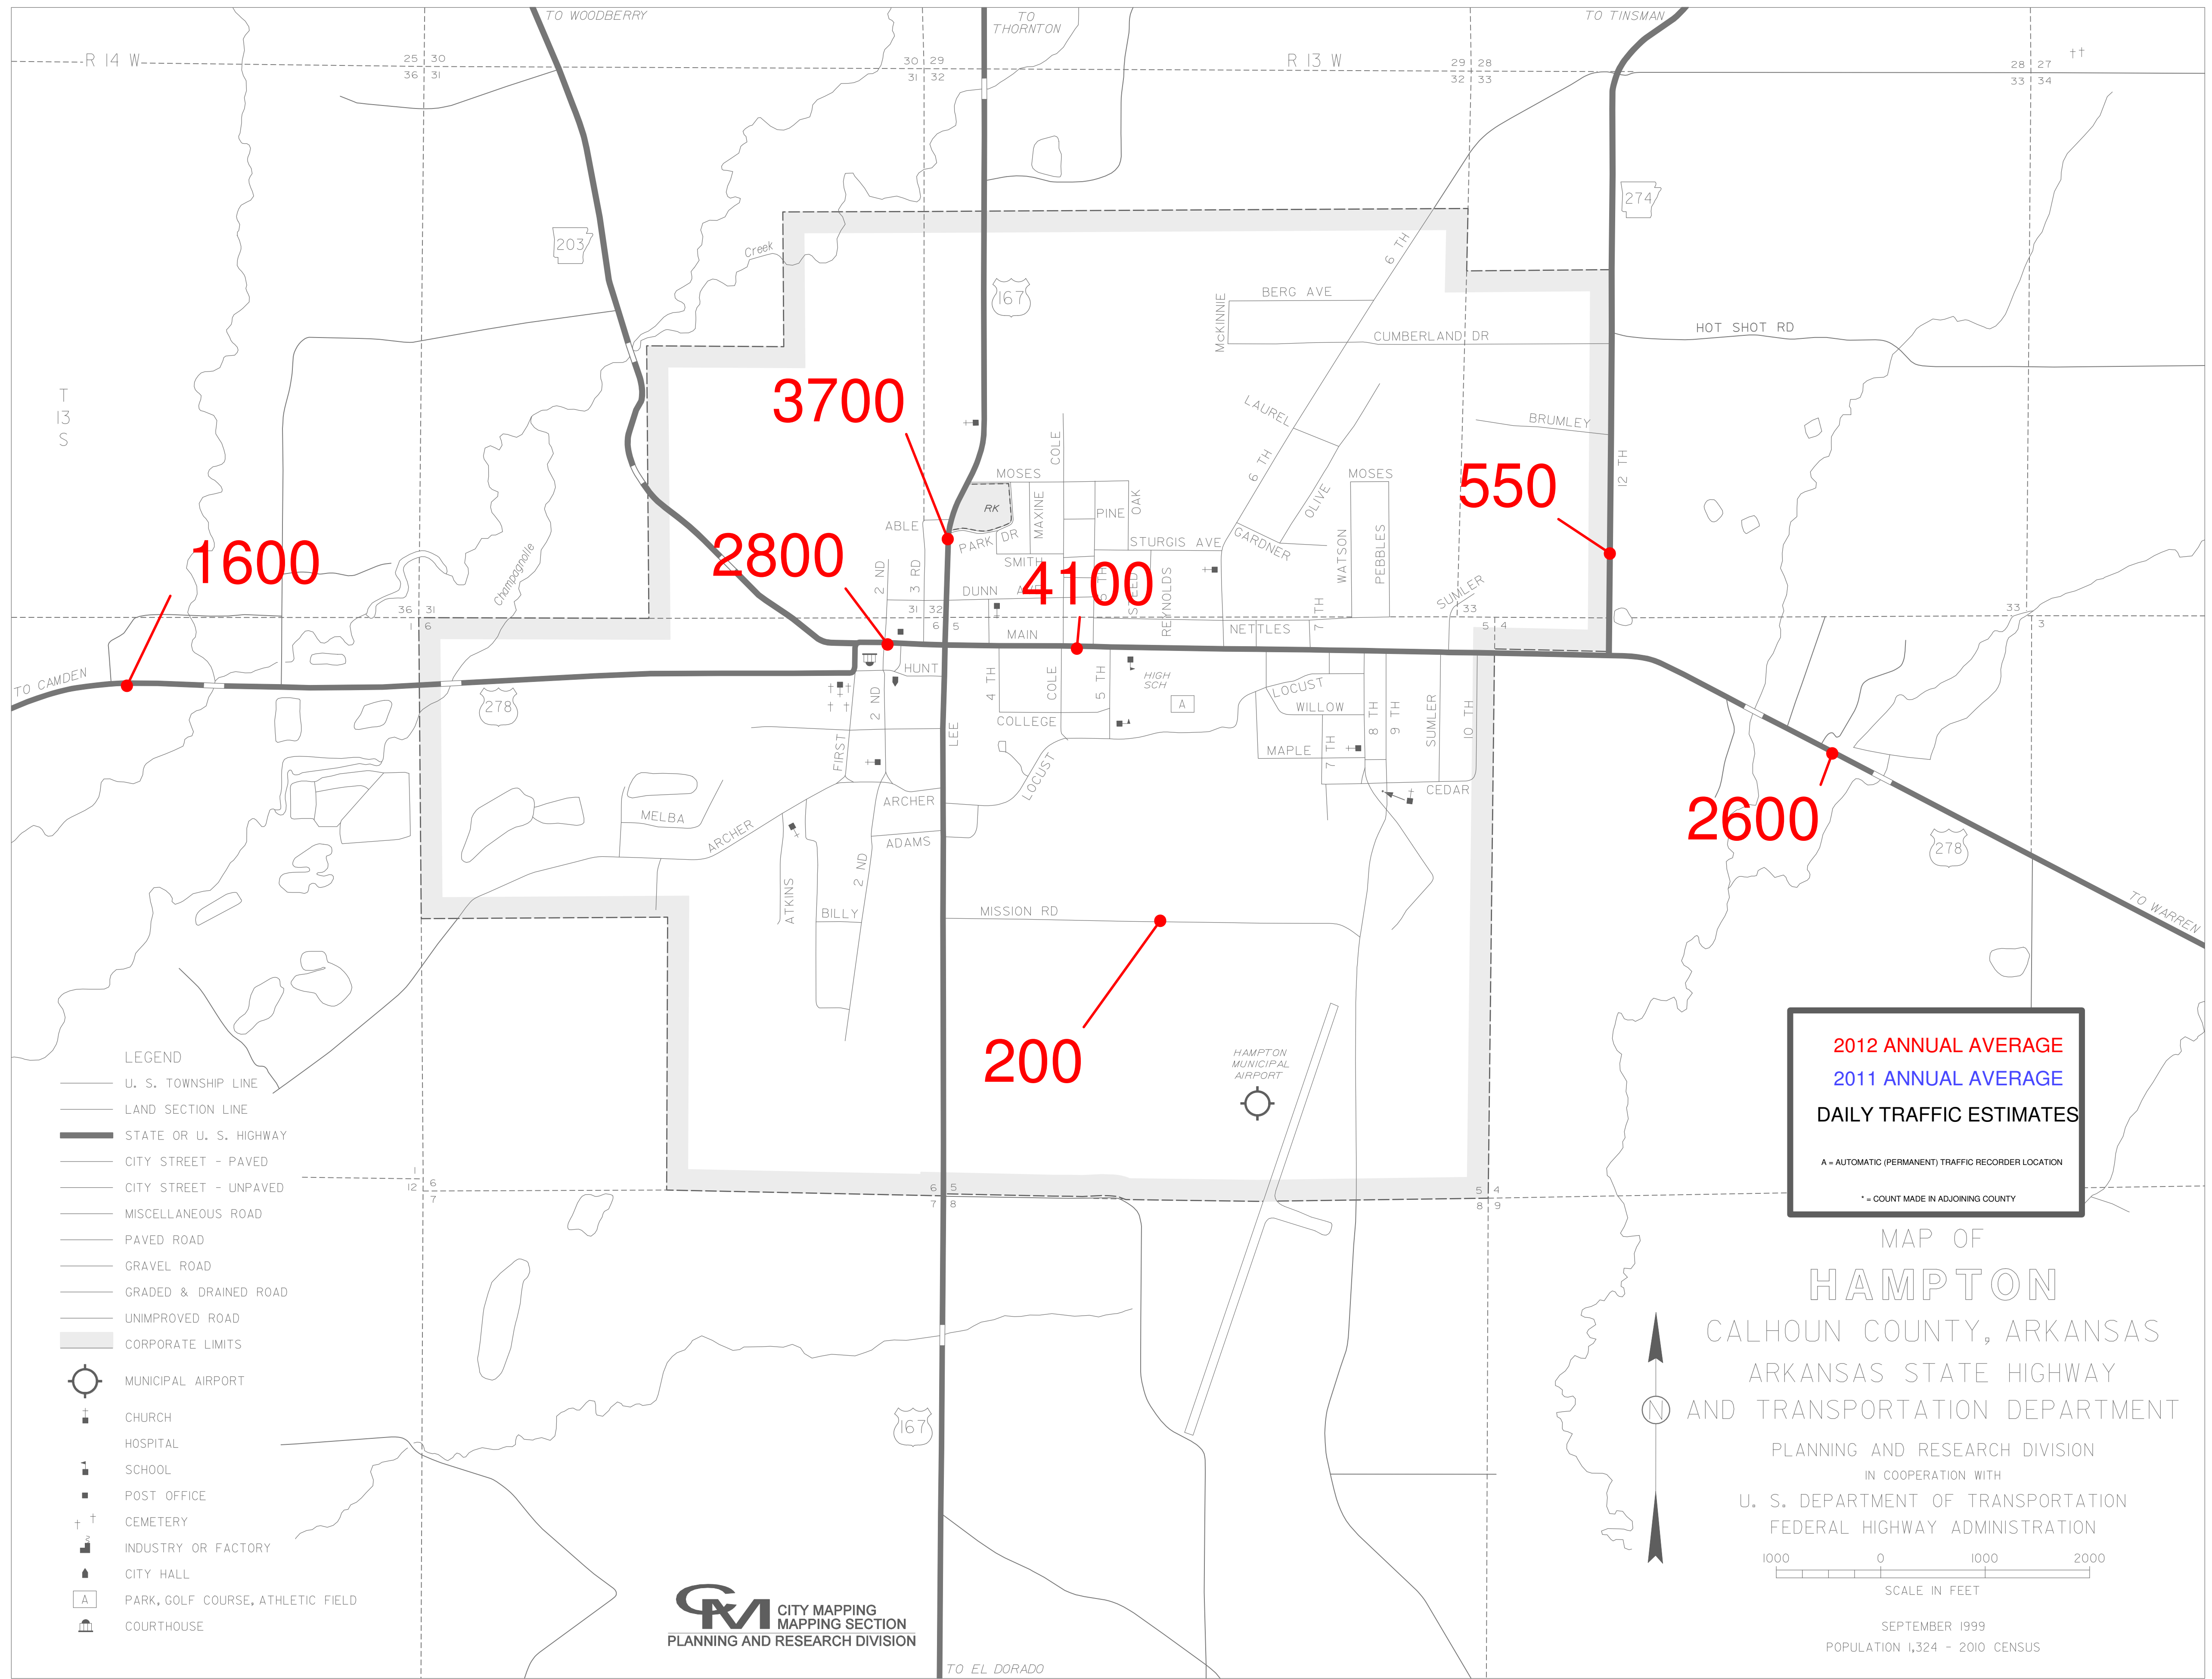 TO WOODBERRY
TO
THORNTON
TO TINSMAN
R 14 W
25 30
36 31
30 29
31 32
R 13 W
29 28
32 33
28 27
33 34
203
Creek
167
274
McKINNIE
BERG AVE
6 TH
CUMBERLAND DR
HOT SHOT RD
T
13
S
3700
LAUREL
BRUMLEY
COLE
MOSES
6 TH
MOSES
12 TH
550
RK
MAXINE
PINE
OAK
OLIVE
ABLE
PARK DR
STURGIS AVE
GARDNER
WATSON
PEBBLES
1600
Champagnolle
2800
SMITH
4100
2 ND
3 RD
DUNN
REYNOLDS
7 TH
SUMLER
36 31
1 6
31 32
6 5
33
5 4
33
3
MAIN
NETTLES
TO CAMDEN
278
HUNT
2 ND
4 TH
COLE
5 TH
HIGH
SCH
A
LOCUST
WILLOW
COLLEGE
8 TH
9 TH
SUMLER
10 TH
FIRST
LEE
LOCUST
MAPLE
7 TH
CEDAR
ARCHER
MELBA
ARCHER
ADAMS
2600
278
TO WARREN
ATKINS
2 ND
BILLY
MISSION RD
200
HAMPTON
MUNICIPAL
AIRPORT
2012 ANNUAL AVERAGE
2011 ANNUAL AVERAGE
DAILY TRAFFIC ESTIMATES
A = AUTOMATIC (PERMANENT) TRAFFIC RECORDER LOCATION
* = COUNT MADE IN ADJOINING COUNTY
LEGEND
U. S. TOWNSHIP LINE
LAND SECTION LINE
STATE OR U. S. HIGHWAY
CITY STREET - PAVED
CITY STREET - UNPAVED
MISCELLANEOUS ROAD
PAVED ROAD
GRAVEL ROAD
GRADED & DRAINED ROAD
UNIMPROVED ROAD
CORPORATE LIMITS
MUNICIPAL AIRPORT
CHURCH
HOSPITAL
SCHOOL
POST OFFICE
CEMETERY
INDUSTRY OR FACTORY
CITY HALL
A PARK, GOLF COURSE, ATHLETIC FIELD
COURTHOUSE
1 6
12 7
6 5
7 8
5 4
8 9
167
TO EL DORADO
CM
CITY MAPPING
MAPPING SECTION
PLANNING AND RESEARCH DIVISION
MAP OF
HAMPTON
CALHOUN COUNTY, ARKANSAS
ARKANSAS STATE HIGHWAY
AND TRANSPORTATION DEPARTMENT
N
PLANNING AND RESEARCH DIVISION
IN COOPERATION WITH
U. S. DEPARTMENT OF TRANSPORTATION
FEDERAL HIGHWAY ADMINISTRATION
1000 0 1000 2000
SCALE IN FEET
SEPTEMBER 1999
POPULATION 1,324 - 2010 CENSUS